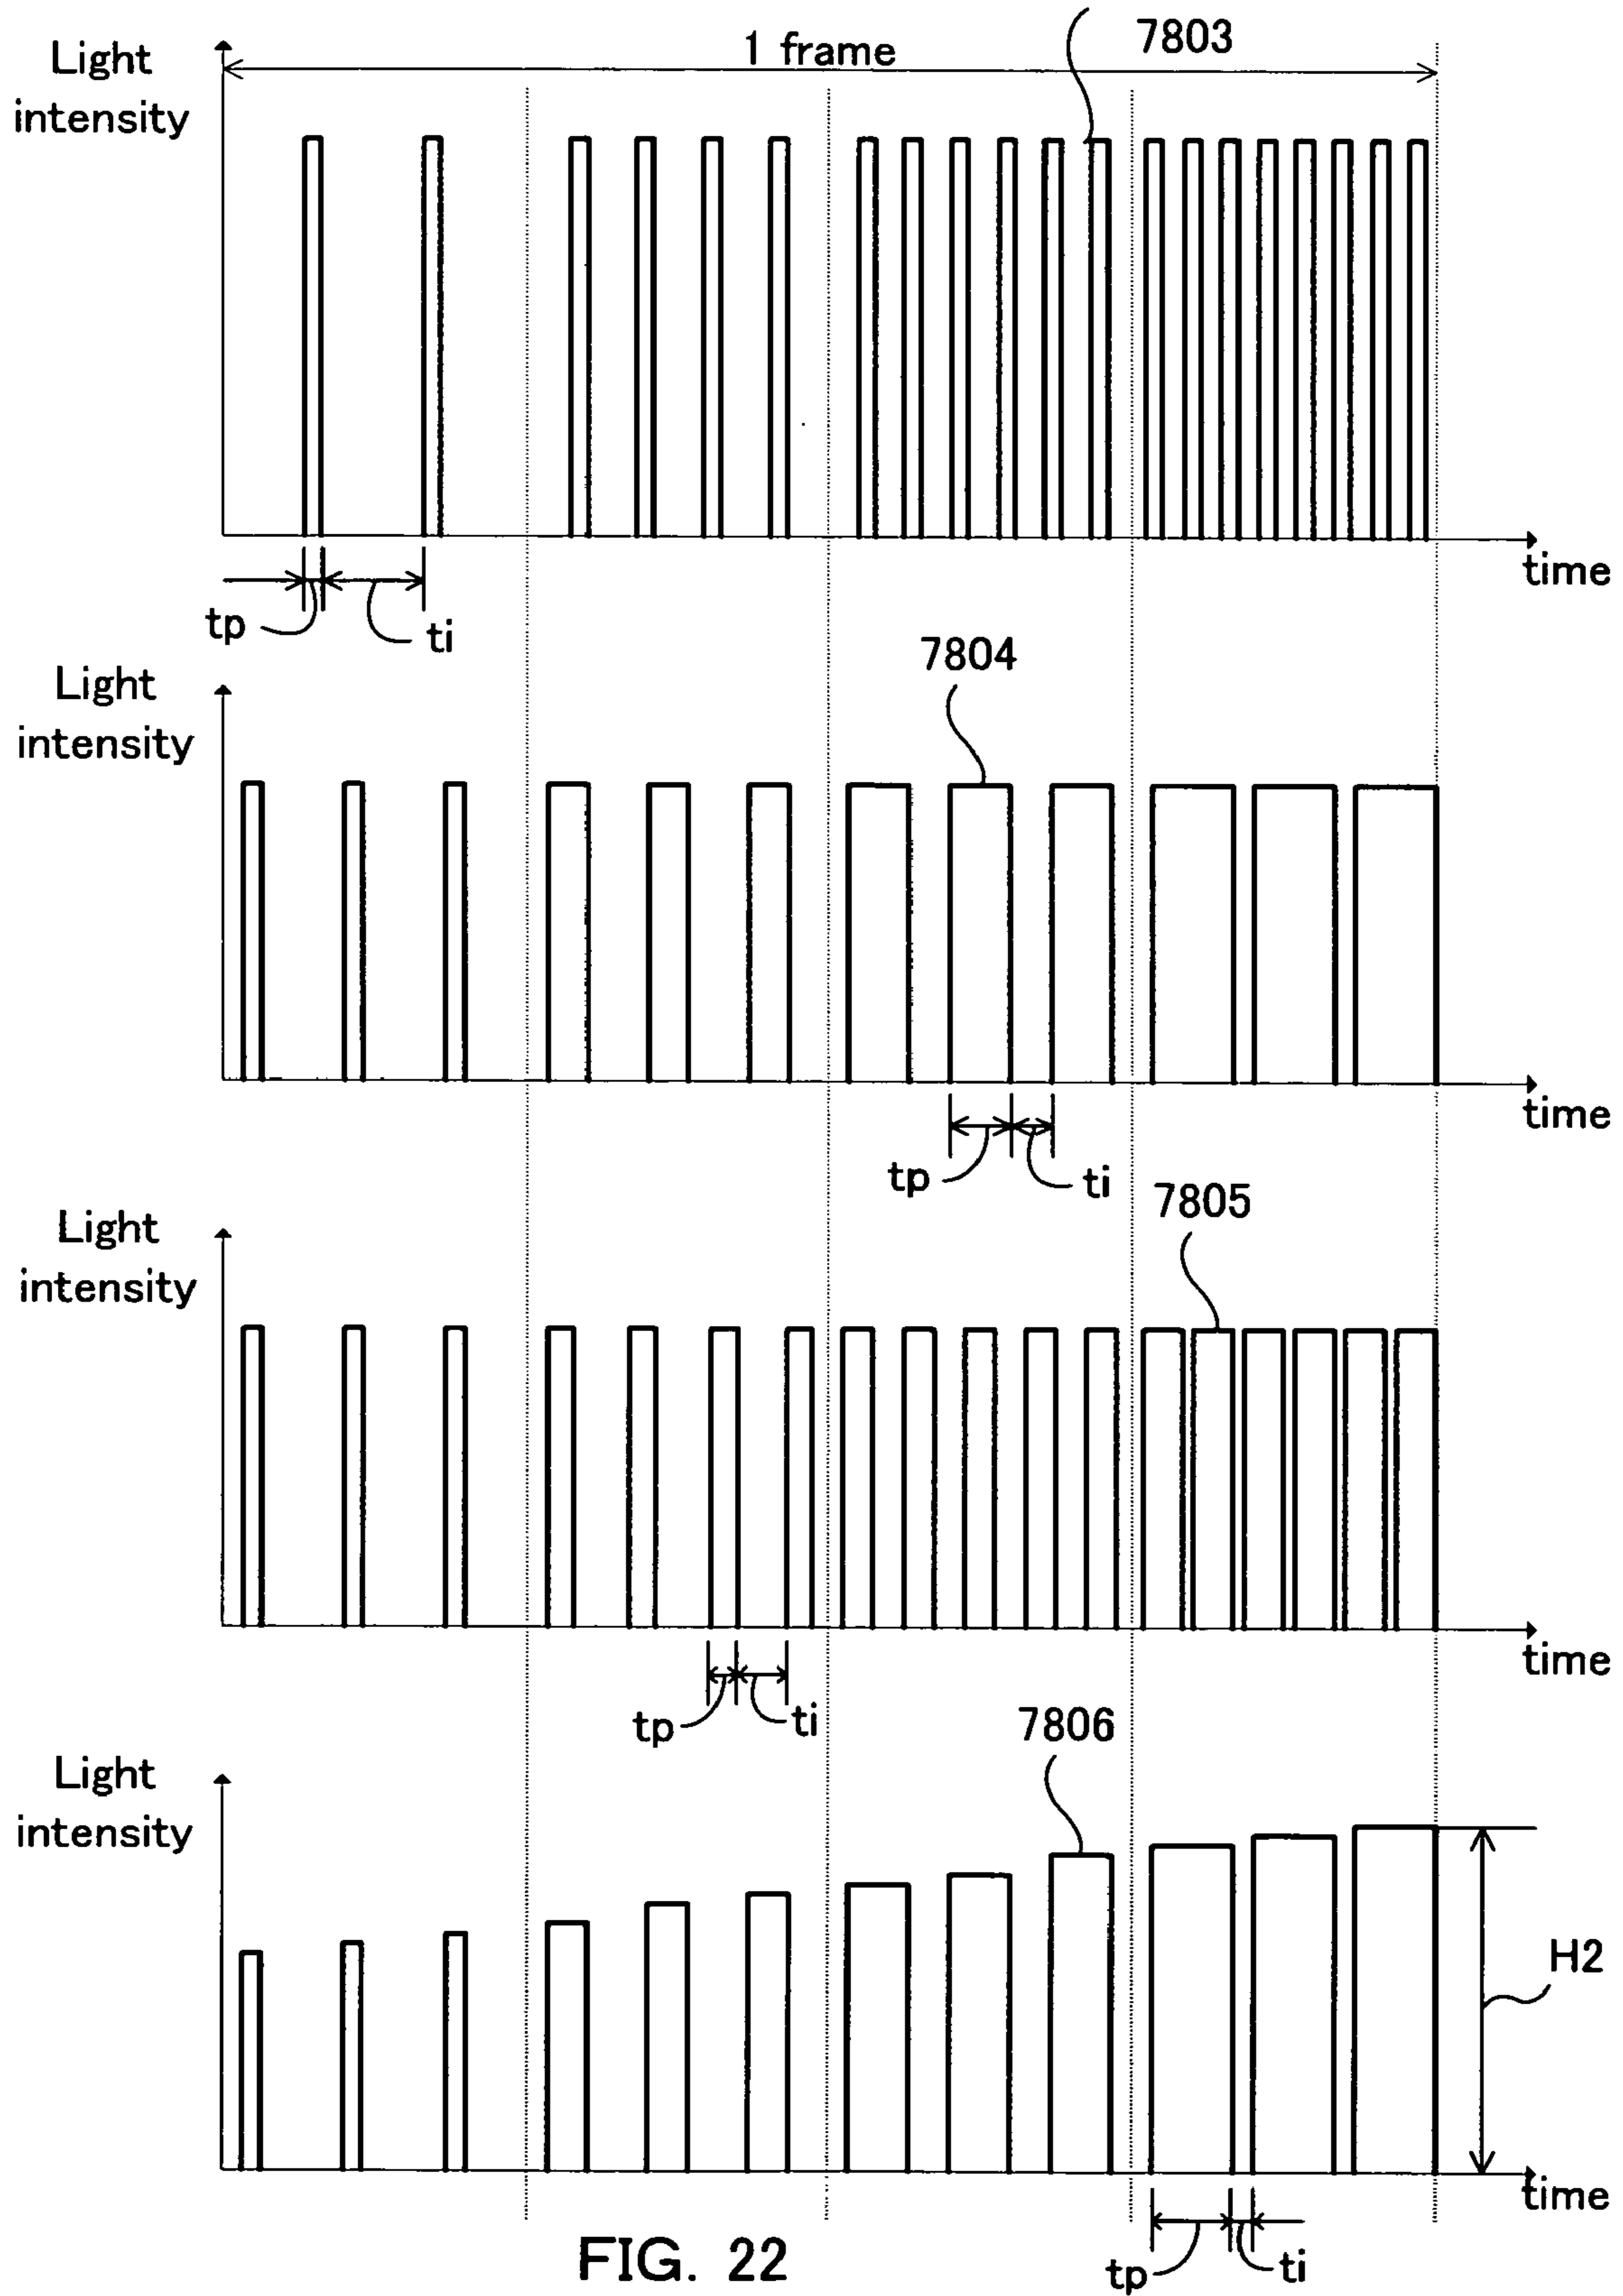 7803
1 frame
Light
intensity
time
tp
ti
7804
Light
intensity
time
tp
ti
7805
Light
intensity
time
tp
ti
7806
Light
intensity
H2
time
tp
ti
FIG. 22